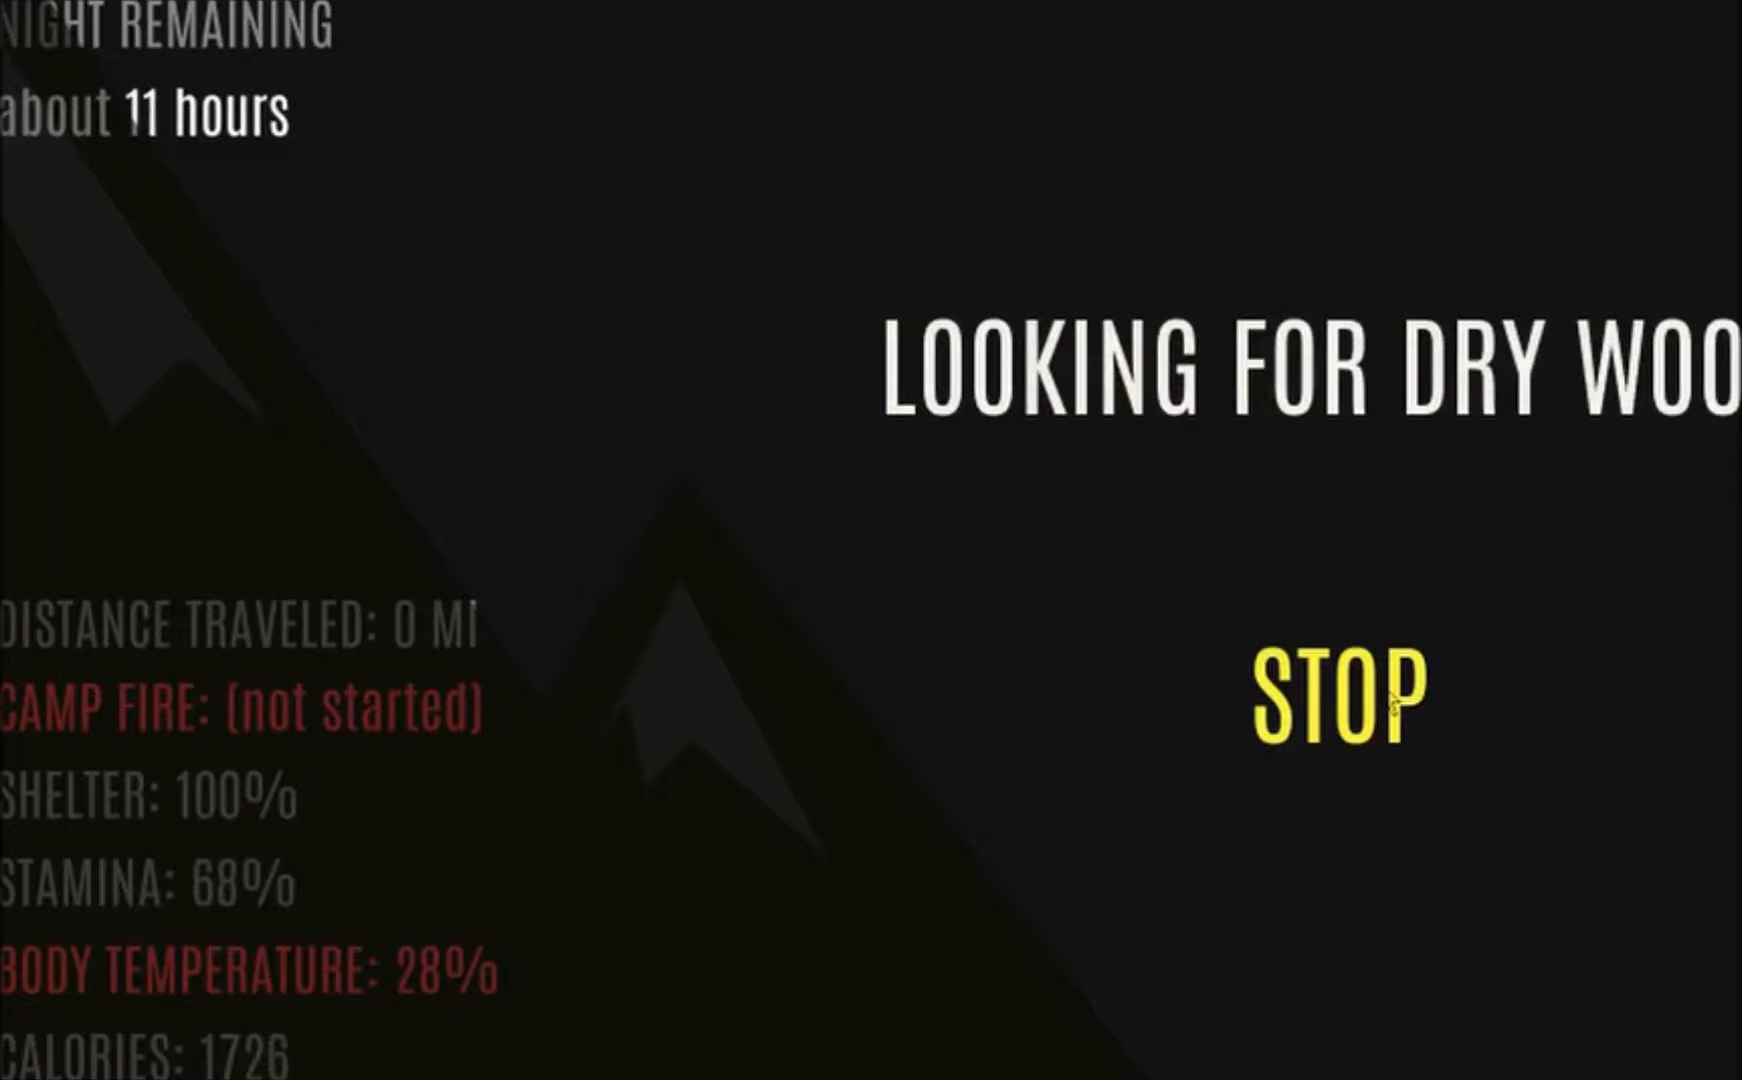 NIGHT REMAINING
about 11 hours
LOOKING FOR DRY WOO
STOP
DISTANCE TRAVELED: 0 MI
CAMP FIRE: (not started)
SHELTER: 100%
STAMINA: 68%
BODY TEMPERATURE: 28%
CALORIES: 1726